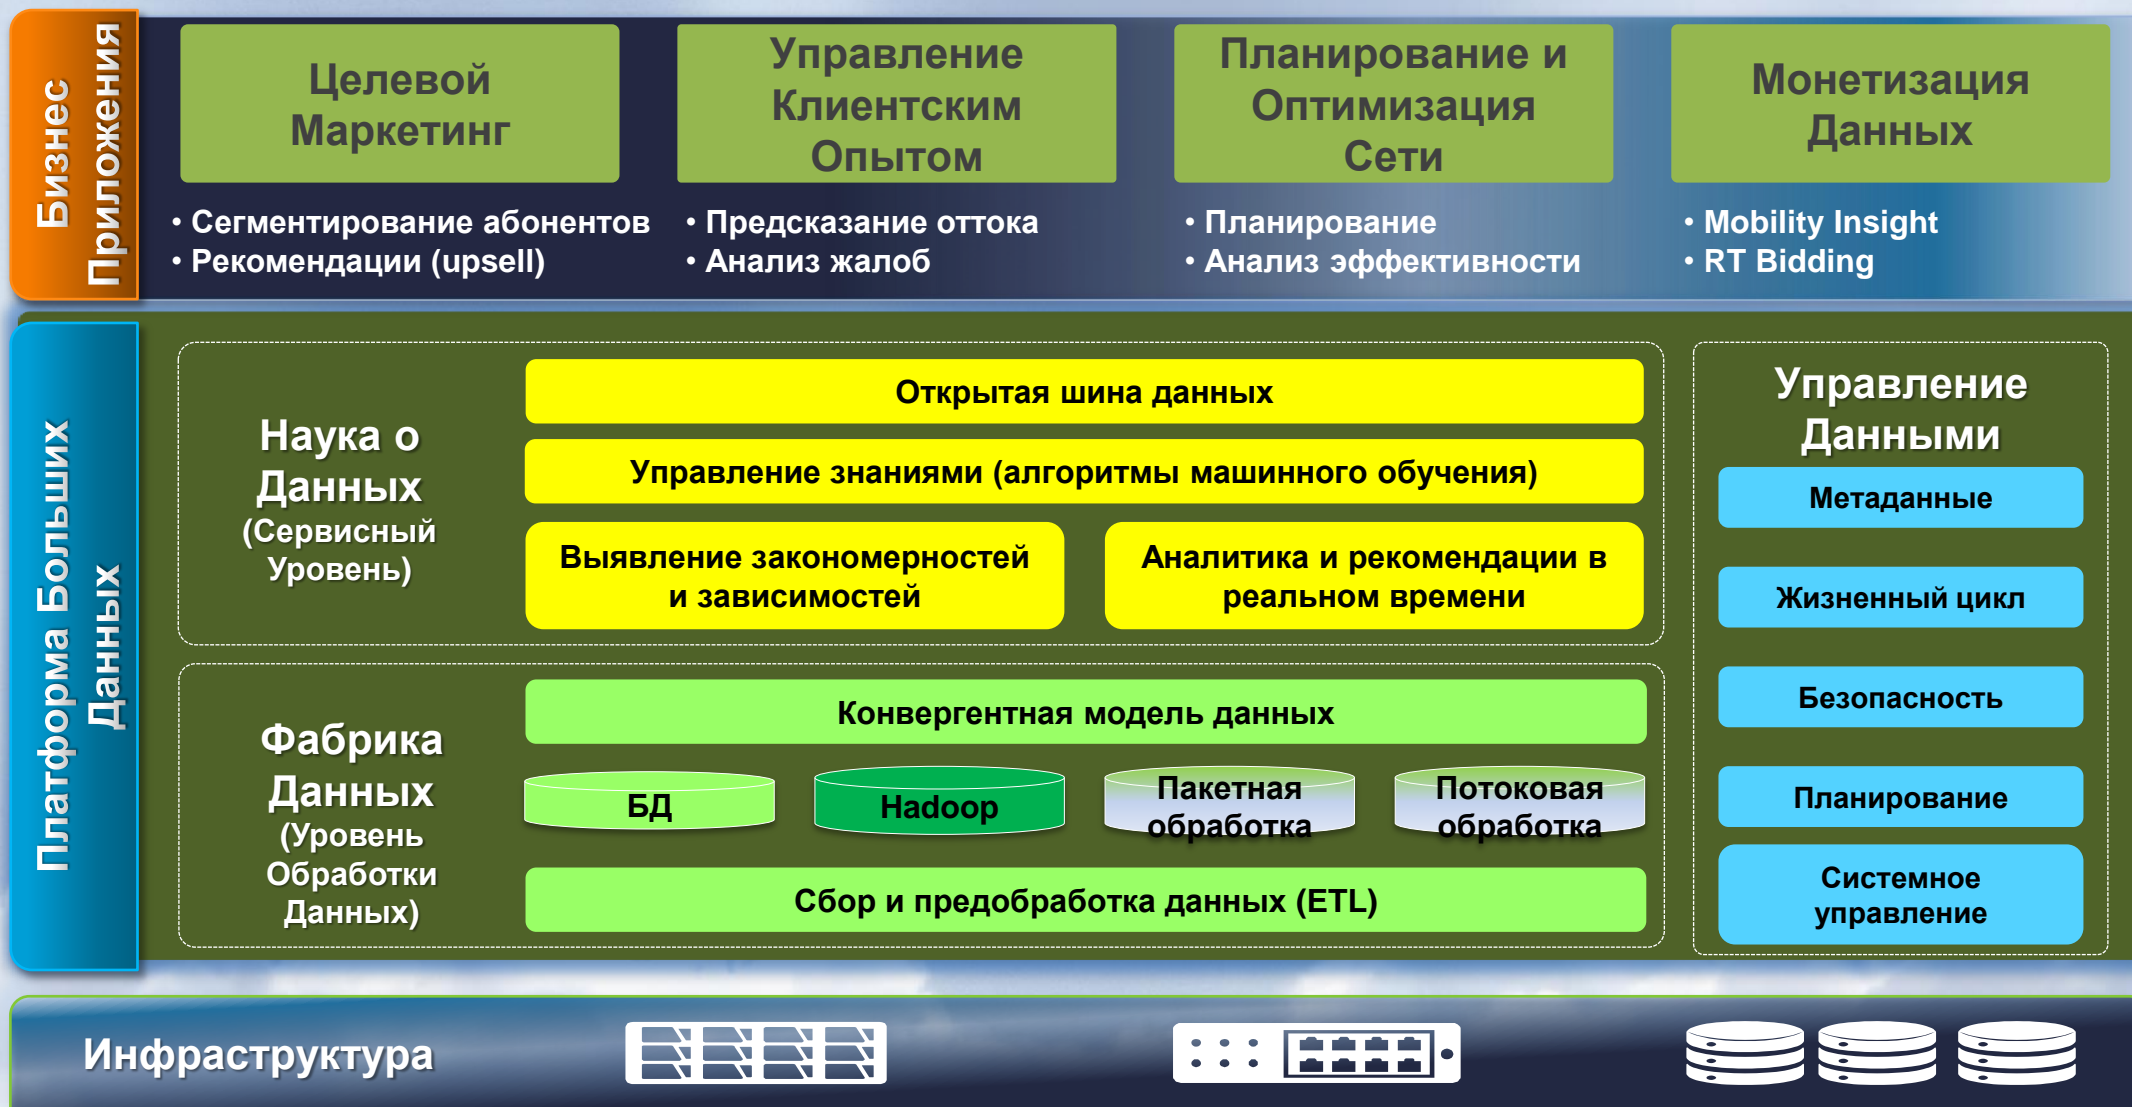 Бизнес
Приложения
Целевой
Маркетинг
• Сегментирование абонентов
• Рекомендации (upsell)
Управление
Клиентским
Опытом
• Предсказание оттока
• Анализ жалоб
Планирование и
Оптимизация
Сети
• Планирование
• Анализ эффективности
Монетизация
Данных
• Mobility Insight
• RT Bidding
Платформа Больших
Данных
Наука о
Данных
(Сервисный
Уровень)
Открытая шина данных
Управление знаниями (алгоритмы машинного обучения)
Выявление закономерностей
и зависимостей
Аналитика и рекомендации в
реальном времени
Фабрика
Данных
(Уровень
Обработки
Данных)
Конвергентная модель данных
БД
Hadoop
Пакетная
обработка
Потоковая
обработка
Сбор и предобработка данных (ETL)
Управление
Данными
Метаданные
Жизненный цикл
Безопасность
Планирование
Системное
управление
Инфраструктура